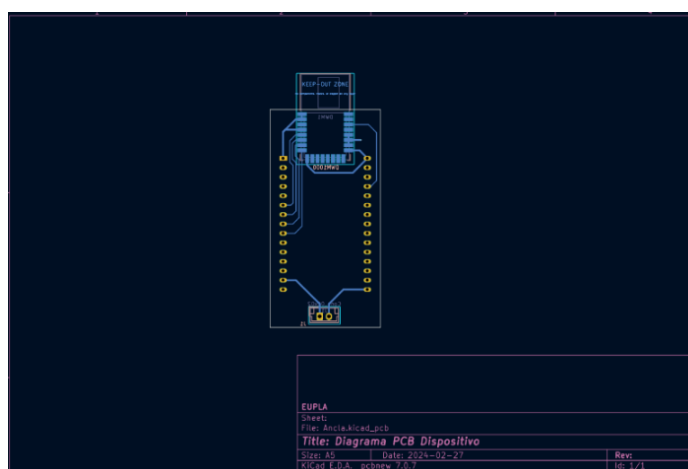 KEEP-OUT ZONE
DWM1000
EUPLA
Sheet:
File: Ancla.kicad_pcb
Title: Diagrama PCB Dispositivo
Size: A5 Date: 2024-02-27 Rev:
KiCad E.D.A. pcbnew 7.0.7 Id: 1/1